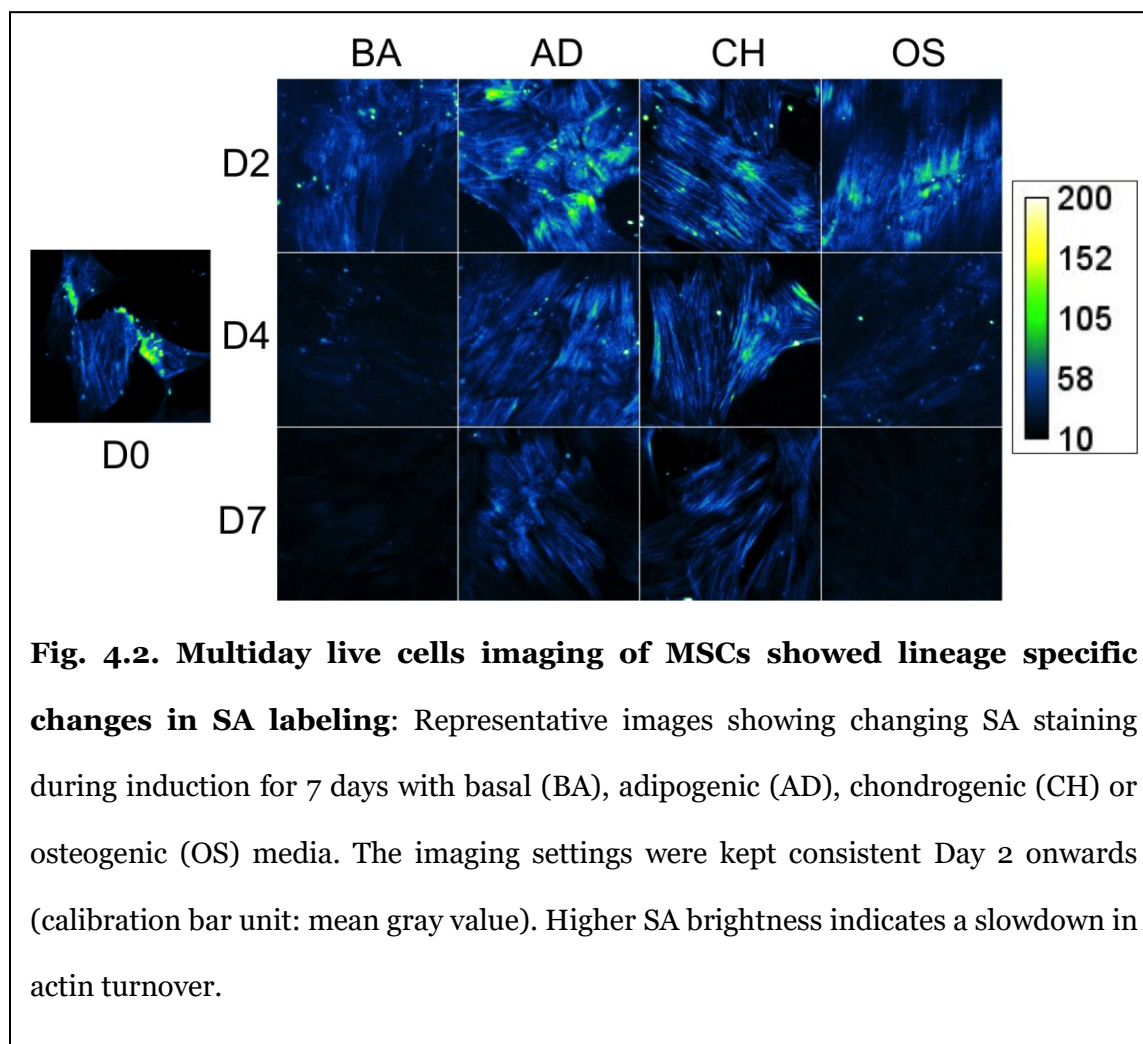 BA AD CH OS
D2
200
152
105
58
10
D4
D0
D7
Fig. 4.2. Multiday live cells imaging of MSCs showed lineage specific
changes in SA labeling: Representative images showing changing SA staining
during induction for 7 days with basal (BA), adipogenic (AD), chondrogenic (CH) or
osteogenic (OS) media. The imaging settings were kept consistent Day 2 onwards
(calibration bar unit: mean gray value). Higher SA brightness indicates a slowdown in
actin turnover.